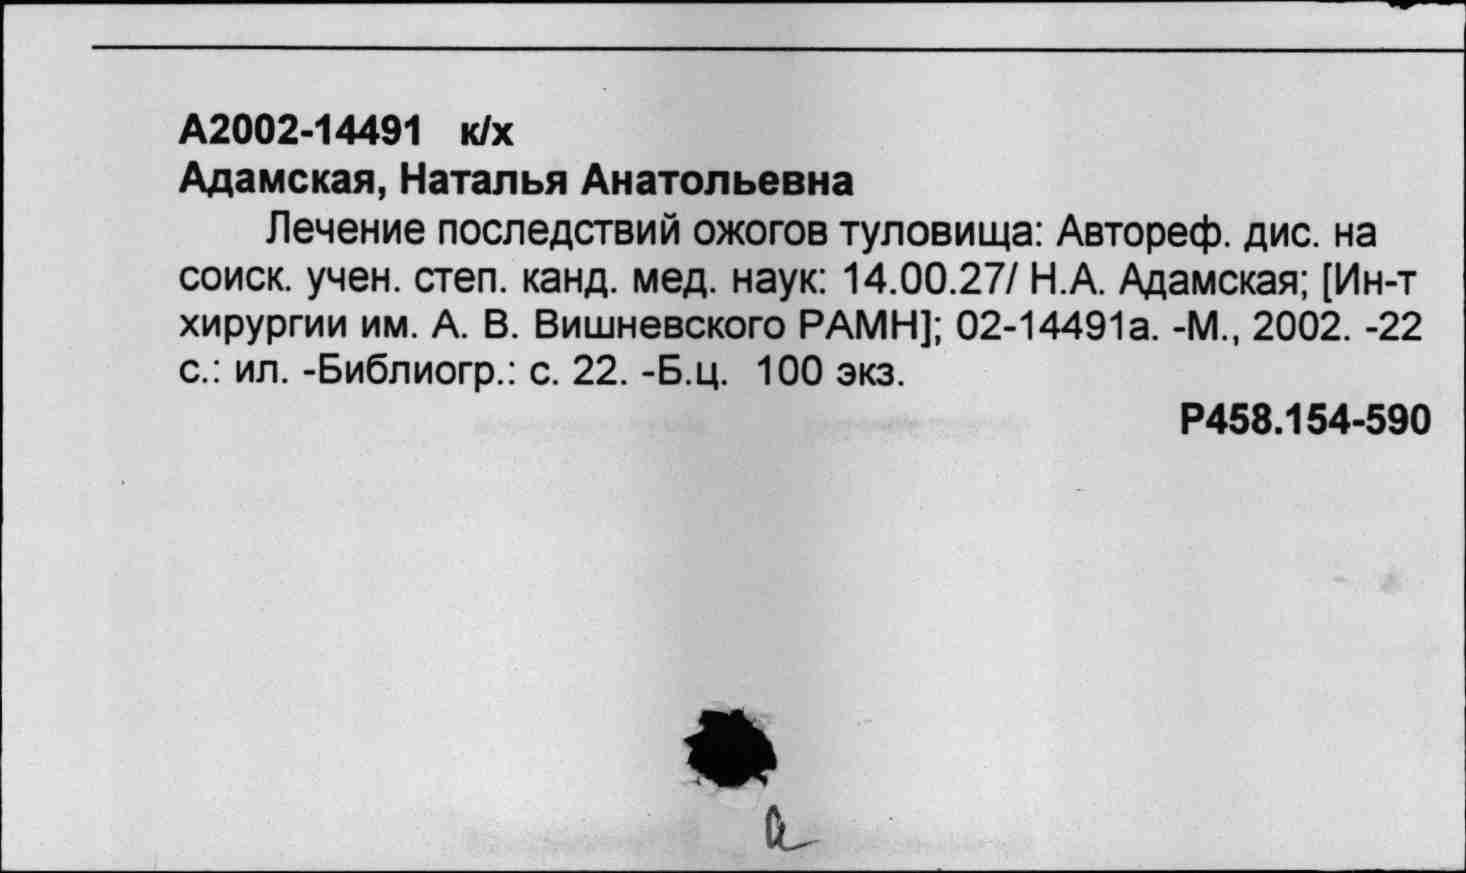 А2002-14491 к/х
Адамская, Наталья Анатольевна
Лечение последствий ожогов туловища: Автореф. дис. на
соиск. учен. степ. канд. мед. наук: 14.00.27/ Н.А. Адамская; [Ин-т
хирургии им. А. В. Вишневского РАМН]; 02-14491а. -М., 2002. -22
с.: ил. -Библиогр.: с. 22. -Б.ц. 100 экз.
Р458.154-590